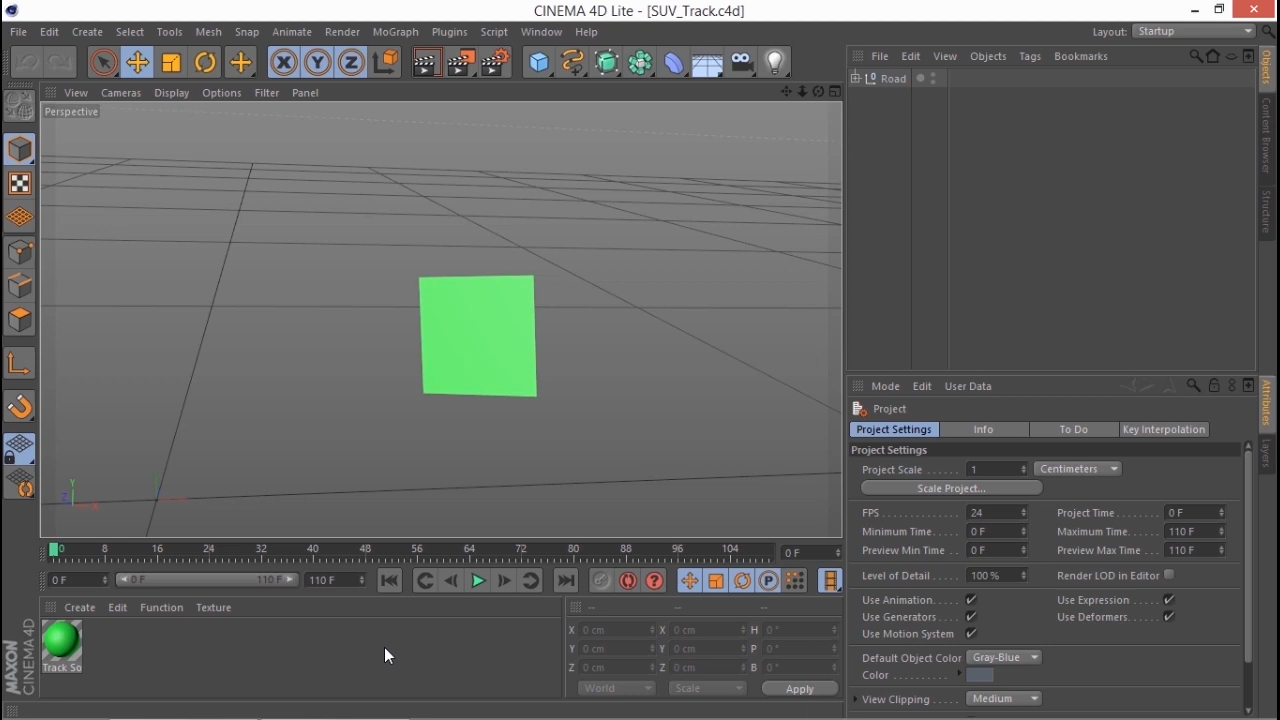 CINEMA 4D Lite - [SUV_Track.c4d]
File Edit Create Select Tools Mesh Snap Animate Render MoGraph Plugins Script Window Help
Layout: Startup
X Y Z
File Edit View Objects Tags Bookmarks
View Cameras Display Options Filter Panel
Perspective
0 Road
Objects
Content Browser
Structure
Y
Z X
Mode Edit User Data
Project
Project Settings Info To Do Key Interpolation
Project Settings
Project Scale 1 Centimeters
Scale Project...
FPS 24 Project Time 0 F
Minimum Time 0 F Maximum Time 110 F
Preview Min Time 0 F Preview Max Time 110 F
Level of Detail 100 % Render LOD in Editor
Use Animation Use Expression
Use Generators Use Deformers
Use Motion System
Default Object Color Gray-Blue
Color
View Clipping Medium
Attributes
Layers
0 8 16 24 32 40 48 56 64 72 80 88 96 104 0 F
0 F 0 F 110 F 110 F ? P
Create Edit Function Texture
Track So
-- -- --
X 0 cm X 0 cm H 0 °
Y 0 cm Y 0 cm P 0 °
Z 0 cm Z 0 cm B 0 °
World Scale Apply
MAXON
CINEMA 4D